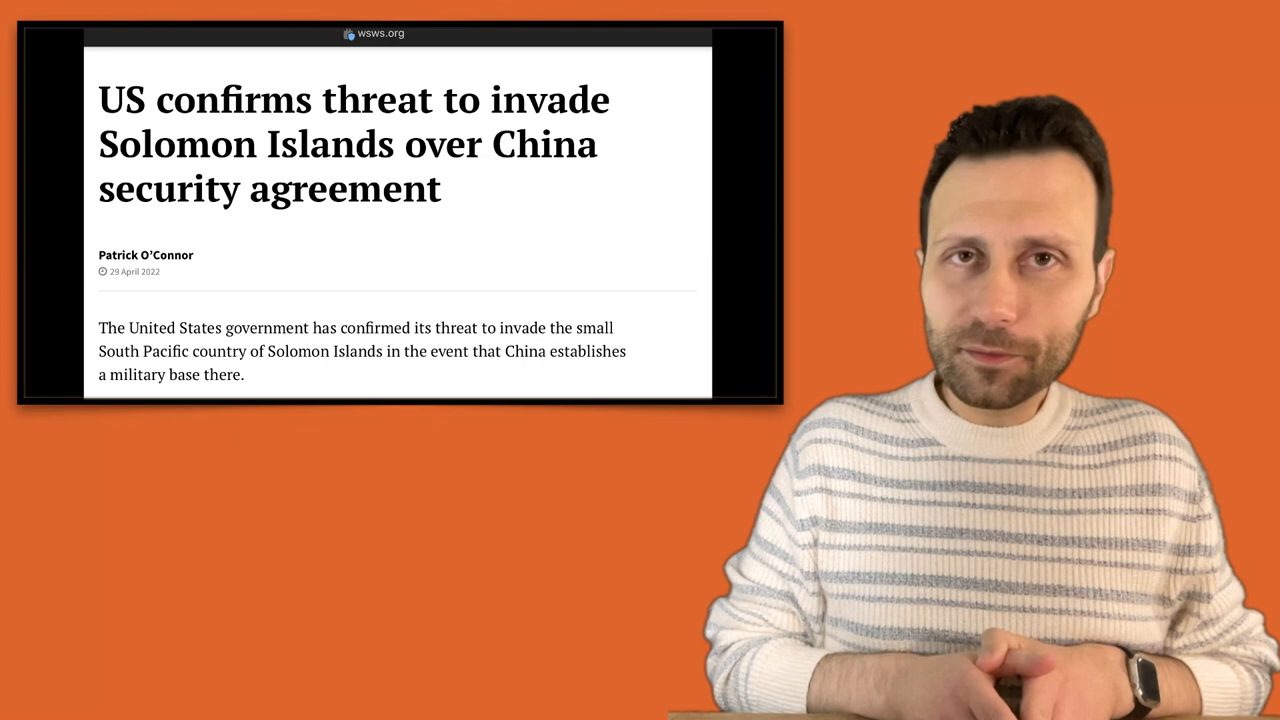 wsws.org
US confirms threat to invade
Solomon Islands over China
security agreement
Patrick O’Connor
29 April 2022
The United States government has confirmed its threat to invade the small
South Pacific country of Solomon Islands in the event that China establishes
a military base there.